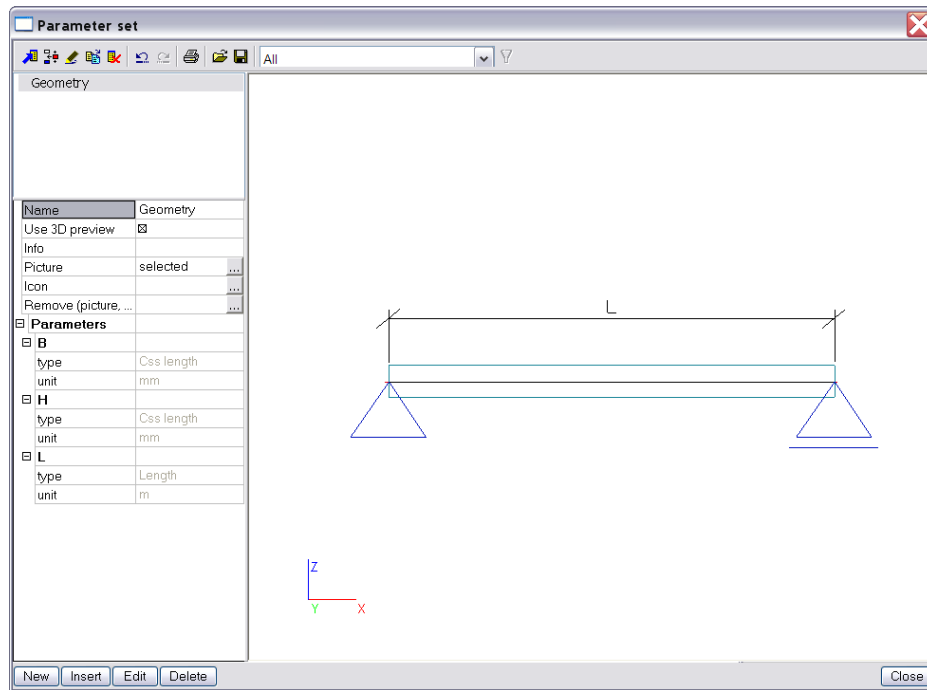 Parameter set
All
Geometry
Name Geometry
Use 3D preview
Info
Picture selected ...
Icon ...
Remove (picture, ... ...
Parameters
B
type Css length
unit mm
H
type Css length
unit mm
L
type Length
unit m
L
Z
Y X
New Insert Edit Delete Close